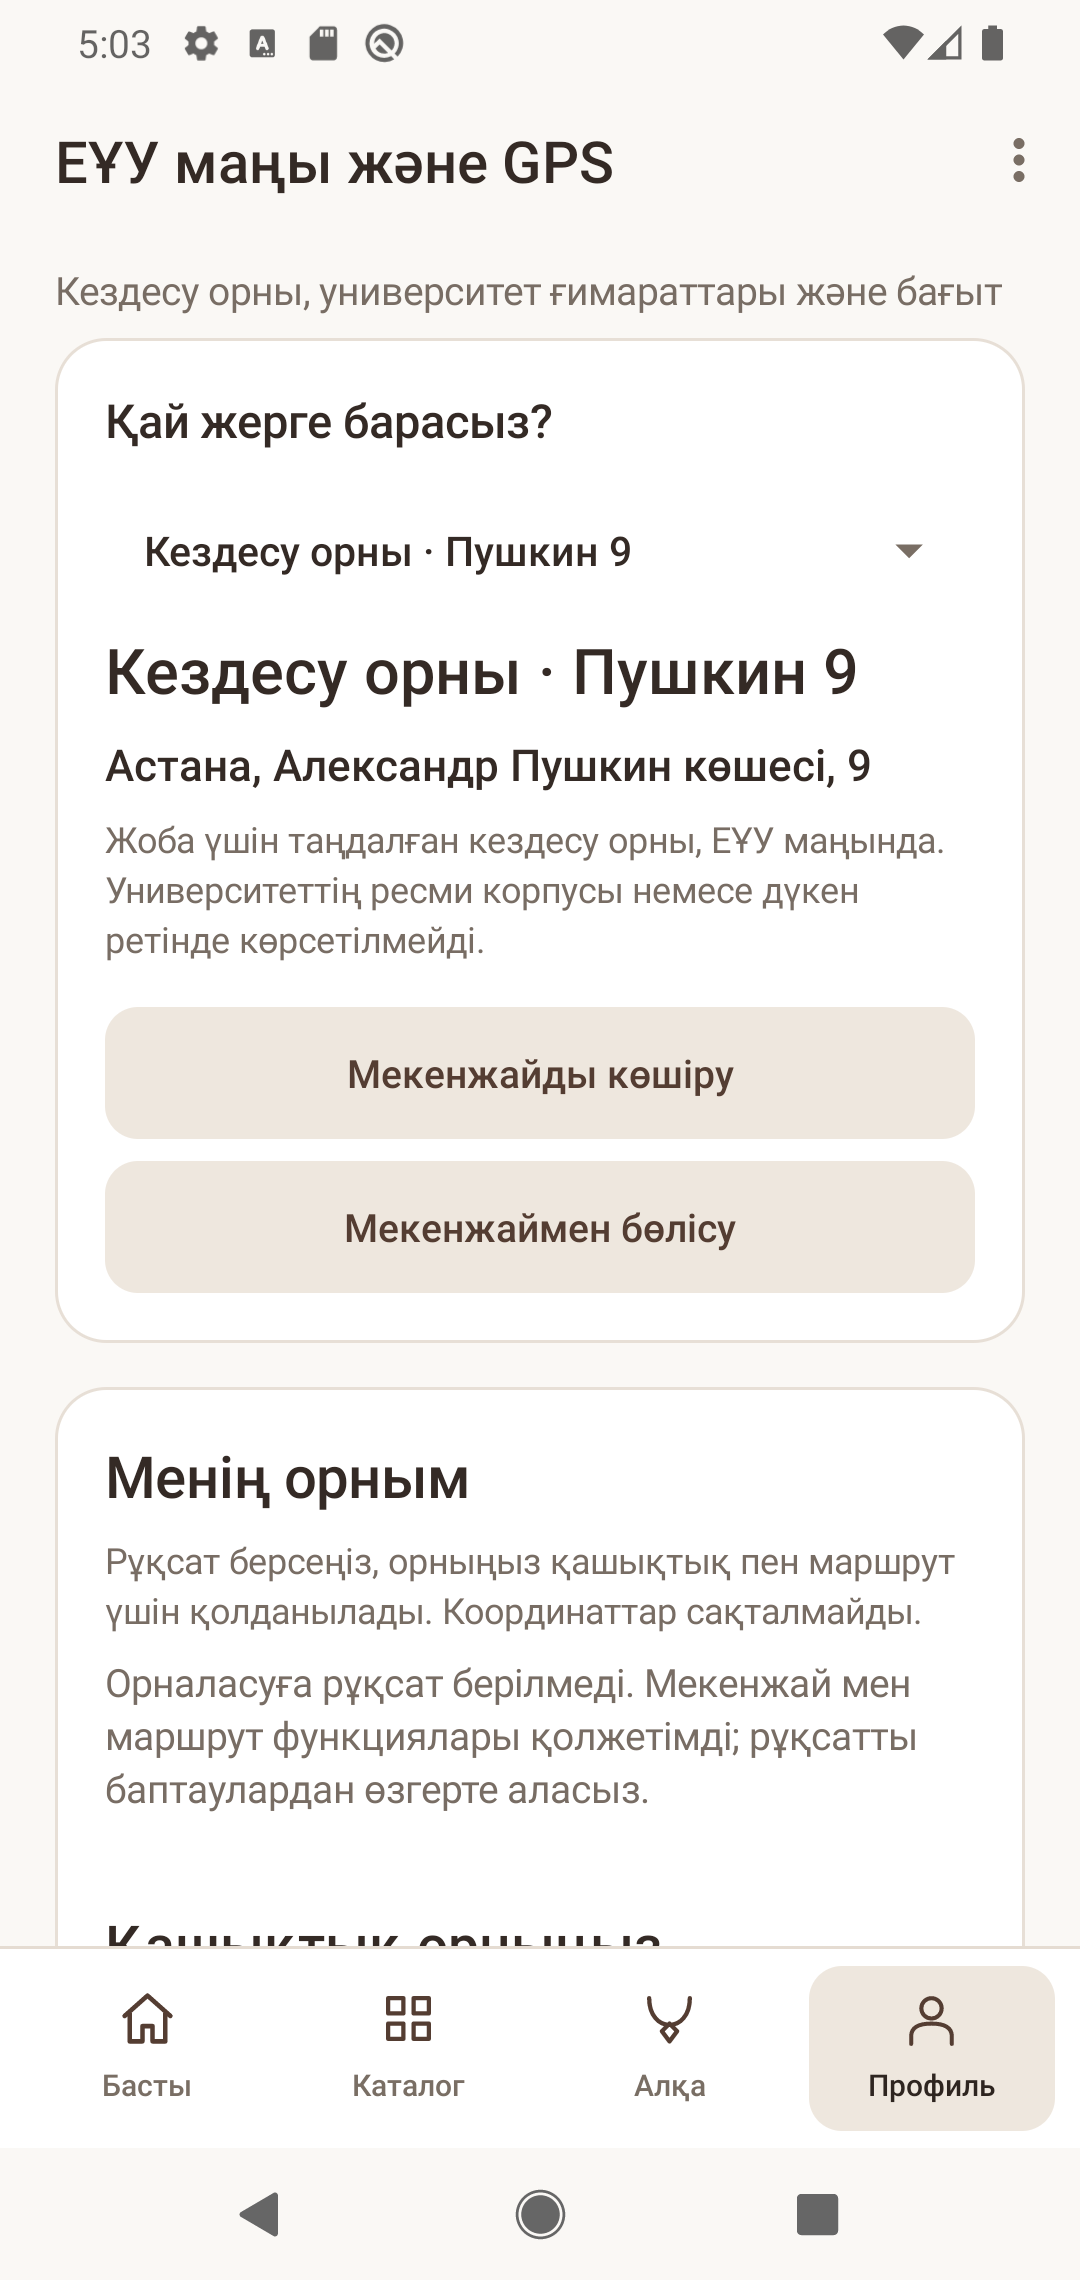 5:03
ЕҰУ маңы және GPS
Кездесу орны, университет ғимараттары және бағыт
Қай жерге барасыз?
Кездесу орны · Пушкин 9
Кездесу орны · Пушкин 9
Астана, Александр Пушкин көшесі, 9
Жоба үшін таңдалған кездесу орны, ЕҰУ маңында.
Университеттің ресми корпусы немесе дүкен
ретінде көрсетілмейді.
Мекенжайды көшіру
Мекенжаймен бөлісу
Менің орным
Рұқсат берсеңіз, орныңыз қашықтық пен маршрут
үшін қолданылады. Координаттар сақталмайды.
Орналасуға рұқсат берілмеді. Мекенжай мен
маршрут функциялары қолжетімді; рұқсатты
баптаулардан өзгерте аласыз.
Қашықтық орныңыз
Басты
Каталог
Алқа
Профиль